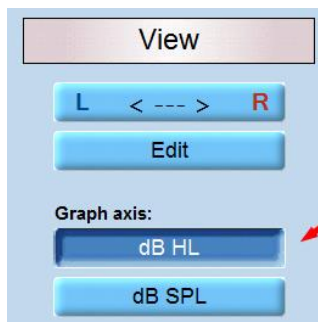 View
L < --- > R
Edit
Graph axis:
dB HL
dB SPL